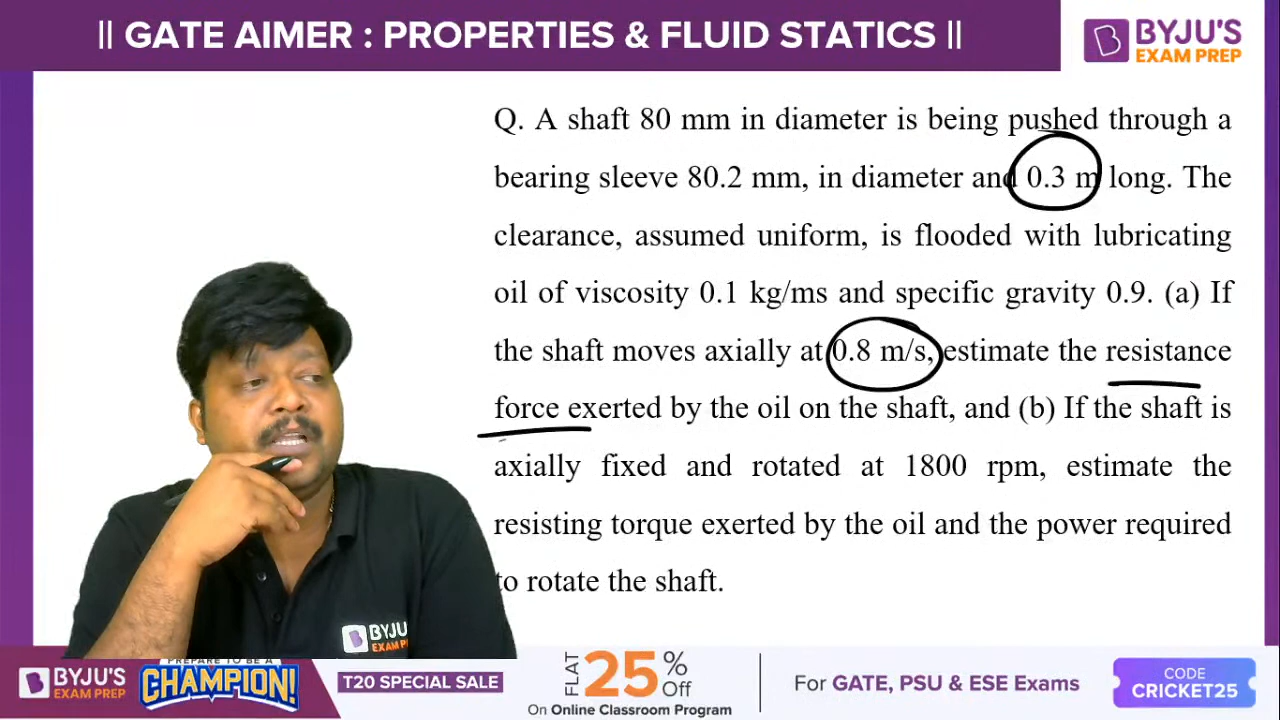 || GATE AIMER : PROPERTIES & FLUID STATICS ||
BYJU'S
EXAM PREP
Q. A shaft 80 mm in diameter is being pushed through a
bearing sleeve 80.2 mm, in diameter and 0.3 m long. The
clearance, assumed uniform, is flooded with lubricating
oil of viscosity 0.1 kg/ms and specific gravity 0.9. (a) If
the shaft moves axially at 0.8 m/s, estimate the resistance
force exerted by the oil on the shaft, and (b) If the shaft is
axially fixed and rotated at 1800 rpm, estimate the
resisting torque exerted by the oil and the power required
to rotate the shaft.
BYJU
EXAM P
BYJU'S
EXAM PREP
PREPARE TO BE A
CHAMPION!
T20 SPECIAL SALE
FLAT 25% Off
On Online Classroom Program
For GATE, PSU & ESE Exams
CODE
CRICKET25